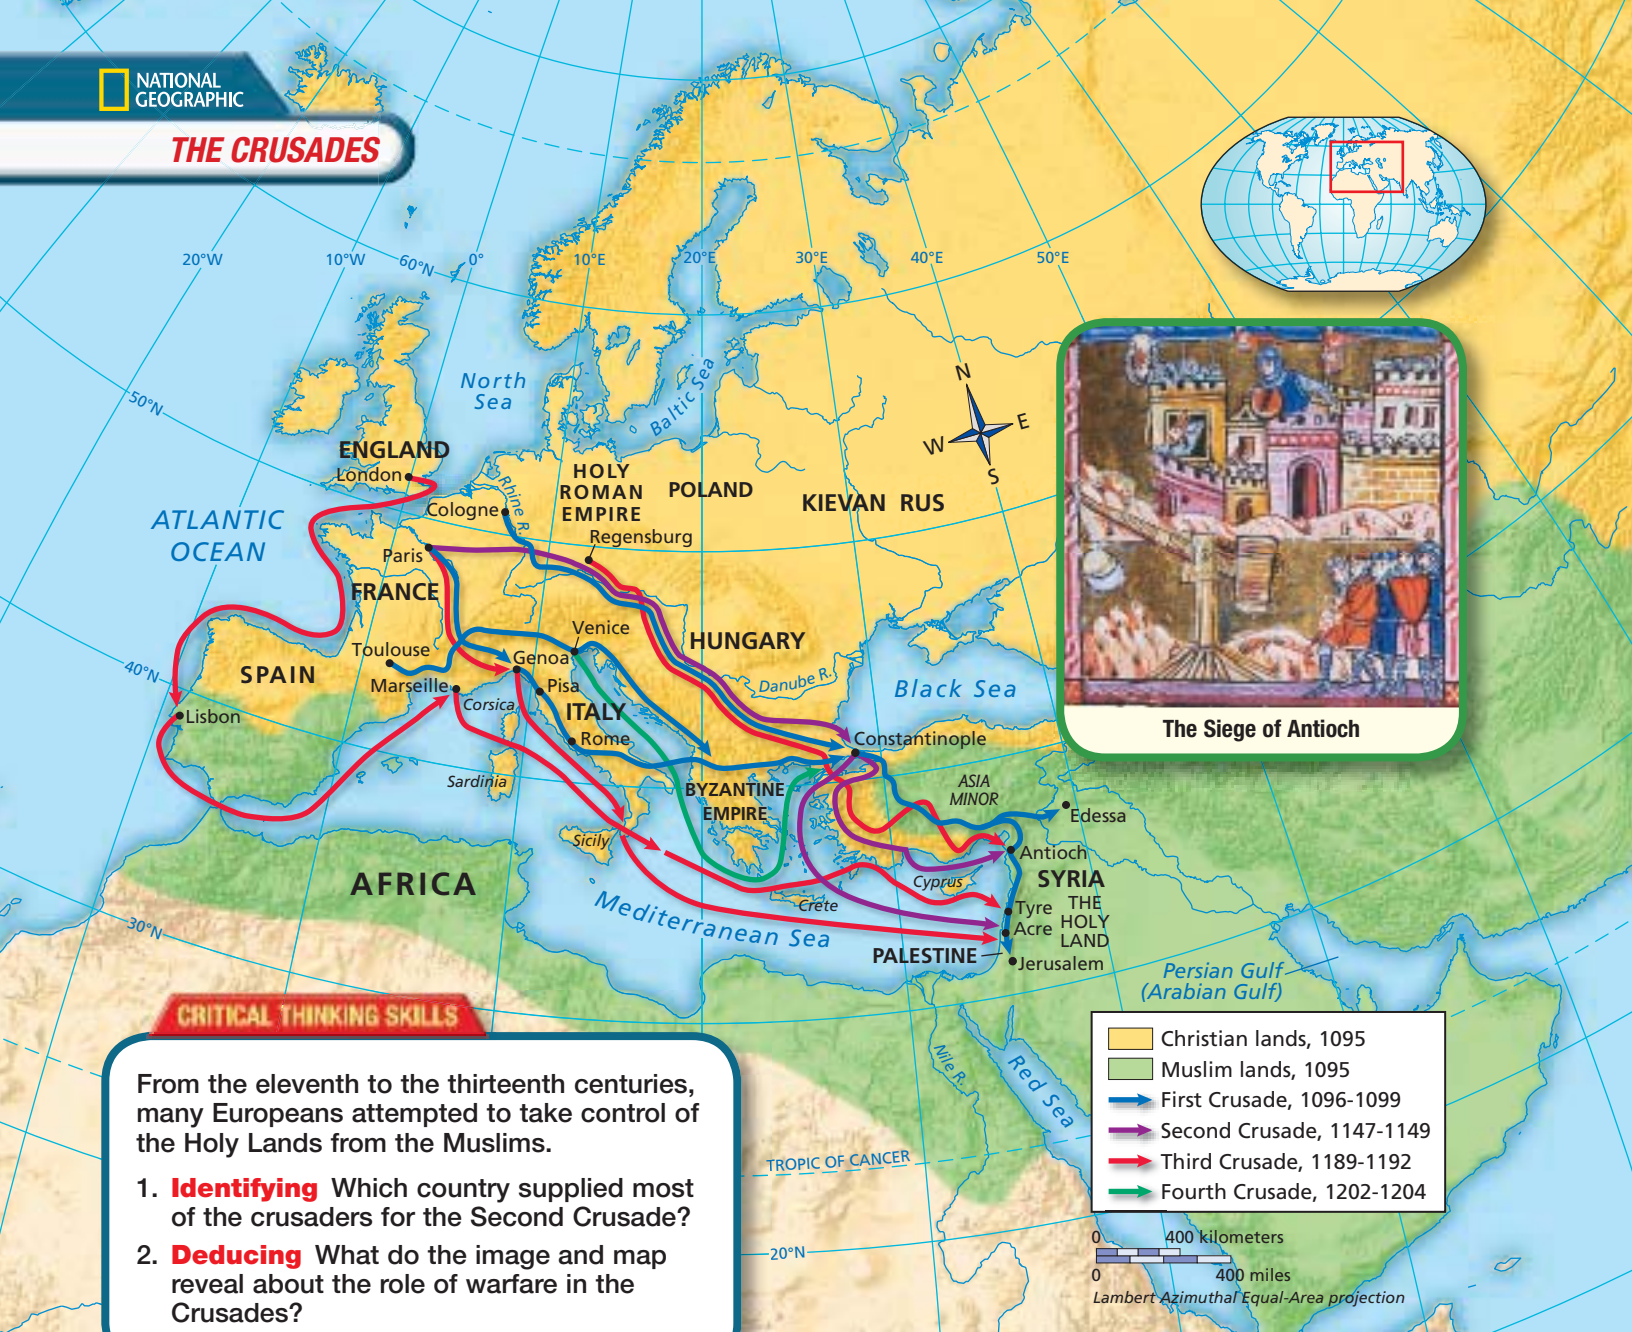 NATIONAL
GEOGRAPHIC
THE CRUSADES
20°W
10°W
60°N
0°
10°E
20°E
30°E
40°E
50°E
50°N
40°N
30°N
North
Sea
Baltic Sea
N
E
W
S
ENGLAND
London
Rhine R.
HOLY
ROMAN
EMPIRE
POLAND
KIEVAN RUS
ATLANTIC
OCEAN
Cologne
Regensburg
Paris
FRANCE
Venice
HUNGARY
Toulouse
Genoa
SPAIN
Marseille
Pisa
Danube R.
Black Sea
Corsica
ITALY
Lisbon
Rome
Constantinople
Sardinia
BYZANTINE
EMPIRE
ASIA
MINOR
Edessa
Sicily
Antioch
AFRICA
Cyprus
SYRIA
Crete
Tyre
THE
HOLY
LAND
Acre
Mediterranean Sea
PALESTINE
Jerusalem
Persian Gulf
(Arabian Gulf)
Nile R.
Red Sea
TROPIC OF CANCER
20°N
The Siege of Antioch
Christian lands, 1095
Muslim lands, 1095
First Crusade, 1096-1099
Second Crusade, 1147-1149
Third Crusade, 1189-1192
Fourth Crusade, 1202-1204
0 400 kilometers
0 400 miles
Lambert Azimuthal Equal-Area projection
CRITICAL THINKING SKILLS
From the eleventh to the thirteenth centuries,
many Europeans attempted to take control of
the Holy Lands from the Muslims.
1. Identifying Which country supplied most
of the crusaders for the Second Crusade?
2. Deducing What do the image and map
reveal about the role of warfare in the
Crusades?